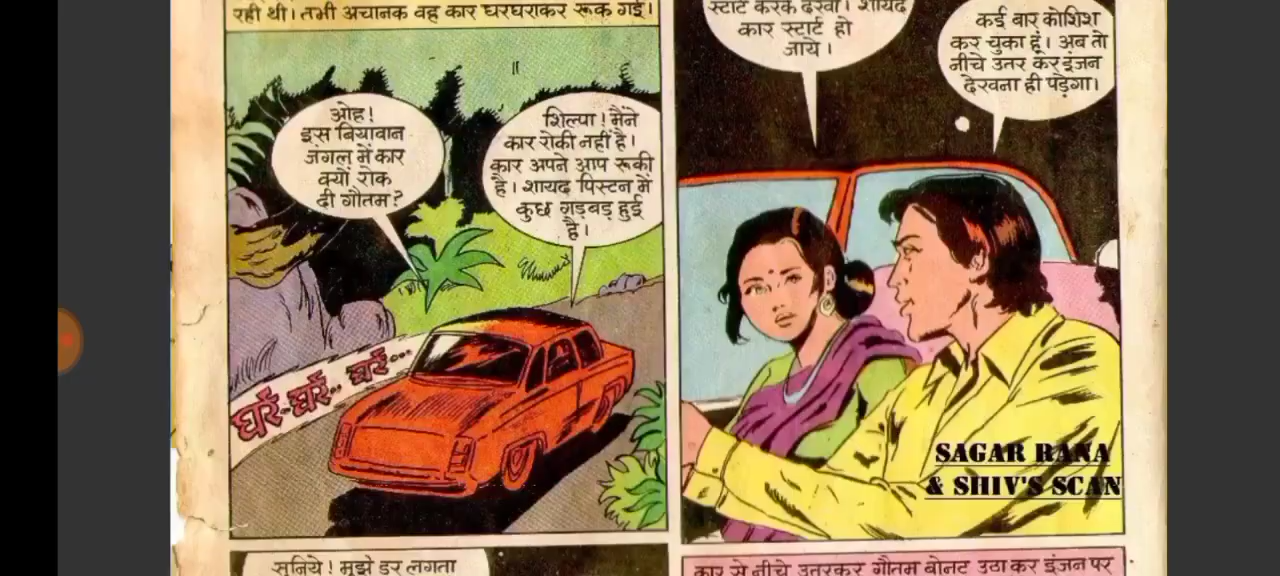 रही थी। तभी अचानक वह कार घरघराकर रूक गई।
ओह!
इस बियावान
जंगल में कार
क्यों रोक
दी गौतम?
शिल्पा! मैंने
कार रोकी नहीं है।
कार अपने आप रूकी
है। शायद पिस्टन में
कुछ गड़बड़ हुई
है।
घर्र-घर्र.. घर्र...
स्टार्ट करके देखो। शायद
कार स्टार्ट हो
जाये।
कई बार कोशिश
कर चुका हूं। अब तो
नीचे उतर कर इंजन
देखना ही पड़ेगा।
SAGAR RANA
& SHIV'S SCAN
सुनिये! मुझे डर लगता
कार से नीचे उतरकर गौतम बोनट उठा कर इंजन पर